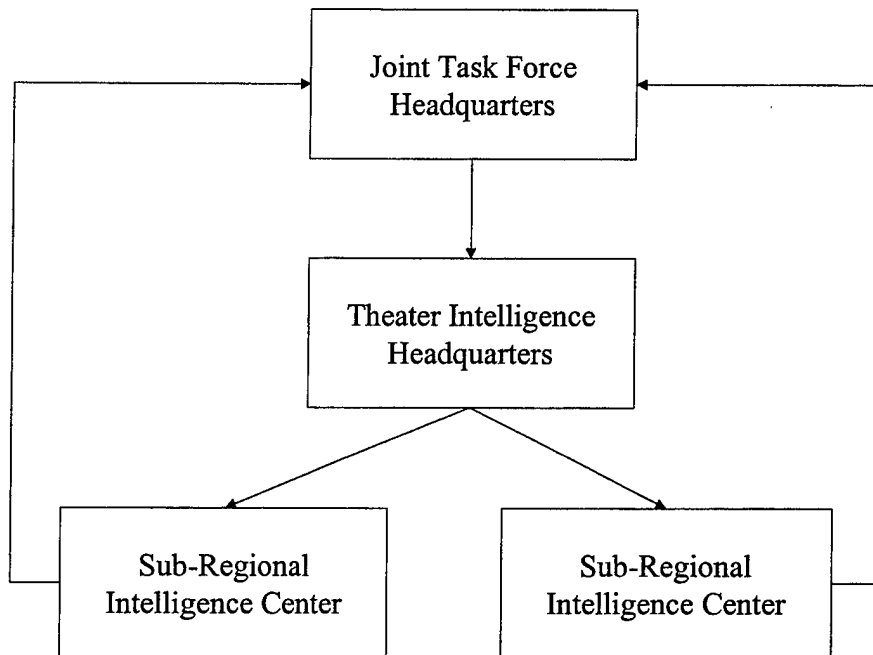 Joint Task Force
Headquarters
Theater Intelligence
Headquarters
Sub-Regional
Intelligence Center
Sub-Regional
Intelligence Center